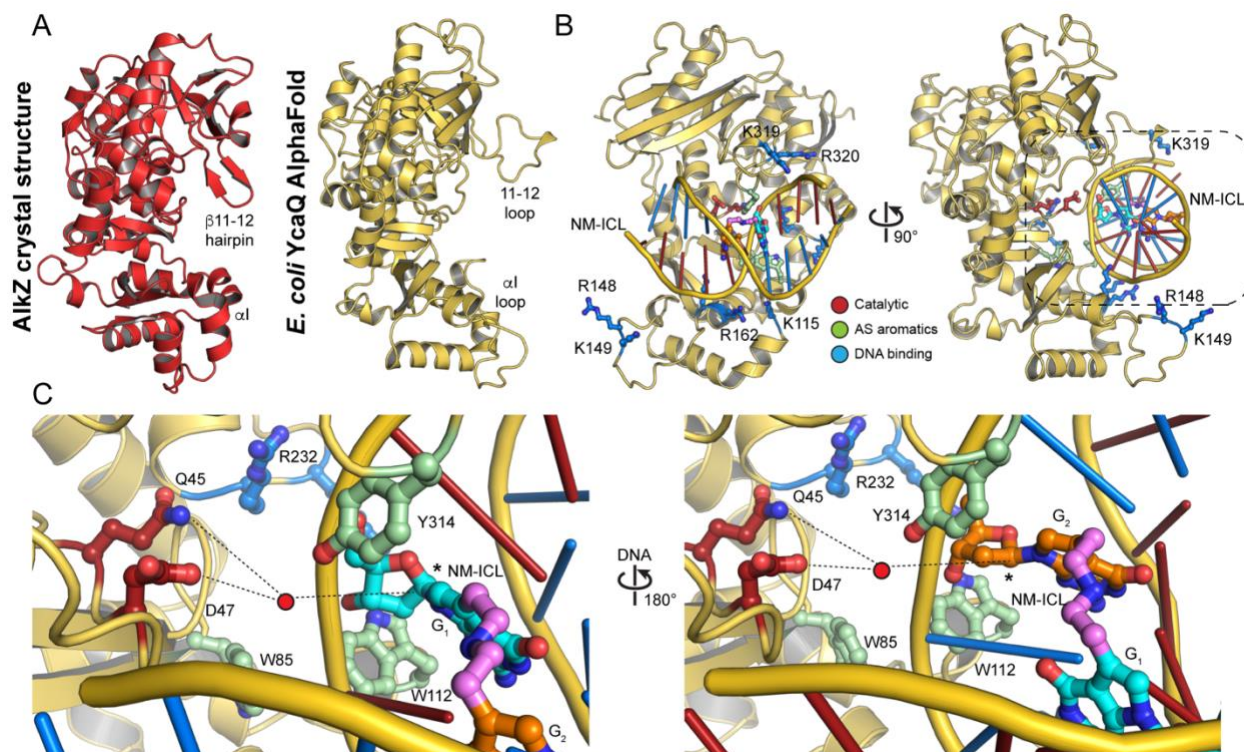 A
AlkZ crystal structure
β11-12
hairpin
αI
E. coli YcaQ AlphaFold
11-12
loop
αI
loop
B
K319
R320
NM-ICL
R148
K149
R162
K115
Catalytic
AS aromatics
DNA binding
90°
K319
NM-ICL
R148
K149
C
Q45
R232
Y314
*
NM-ICL
D47
G₁
W85
W112
G₂
DNA
180°
Q45
R232
Y314
G₂
D47
*
NM-ICL
W85
G₁
W112